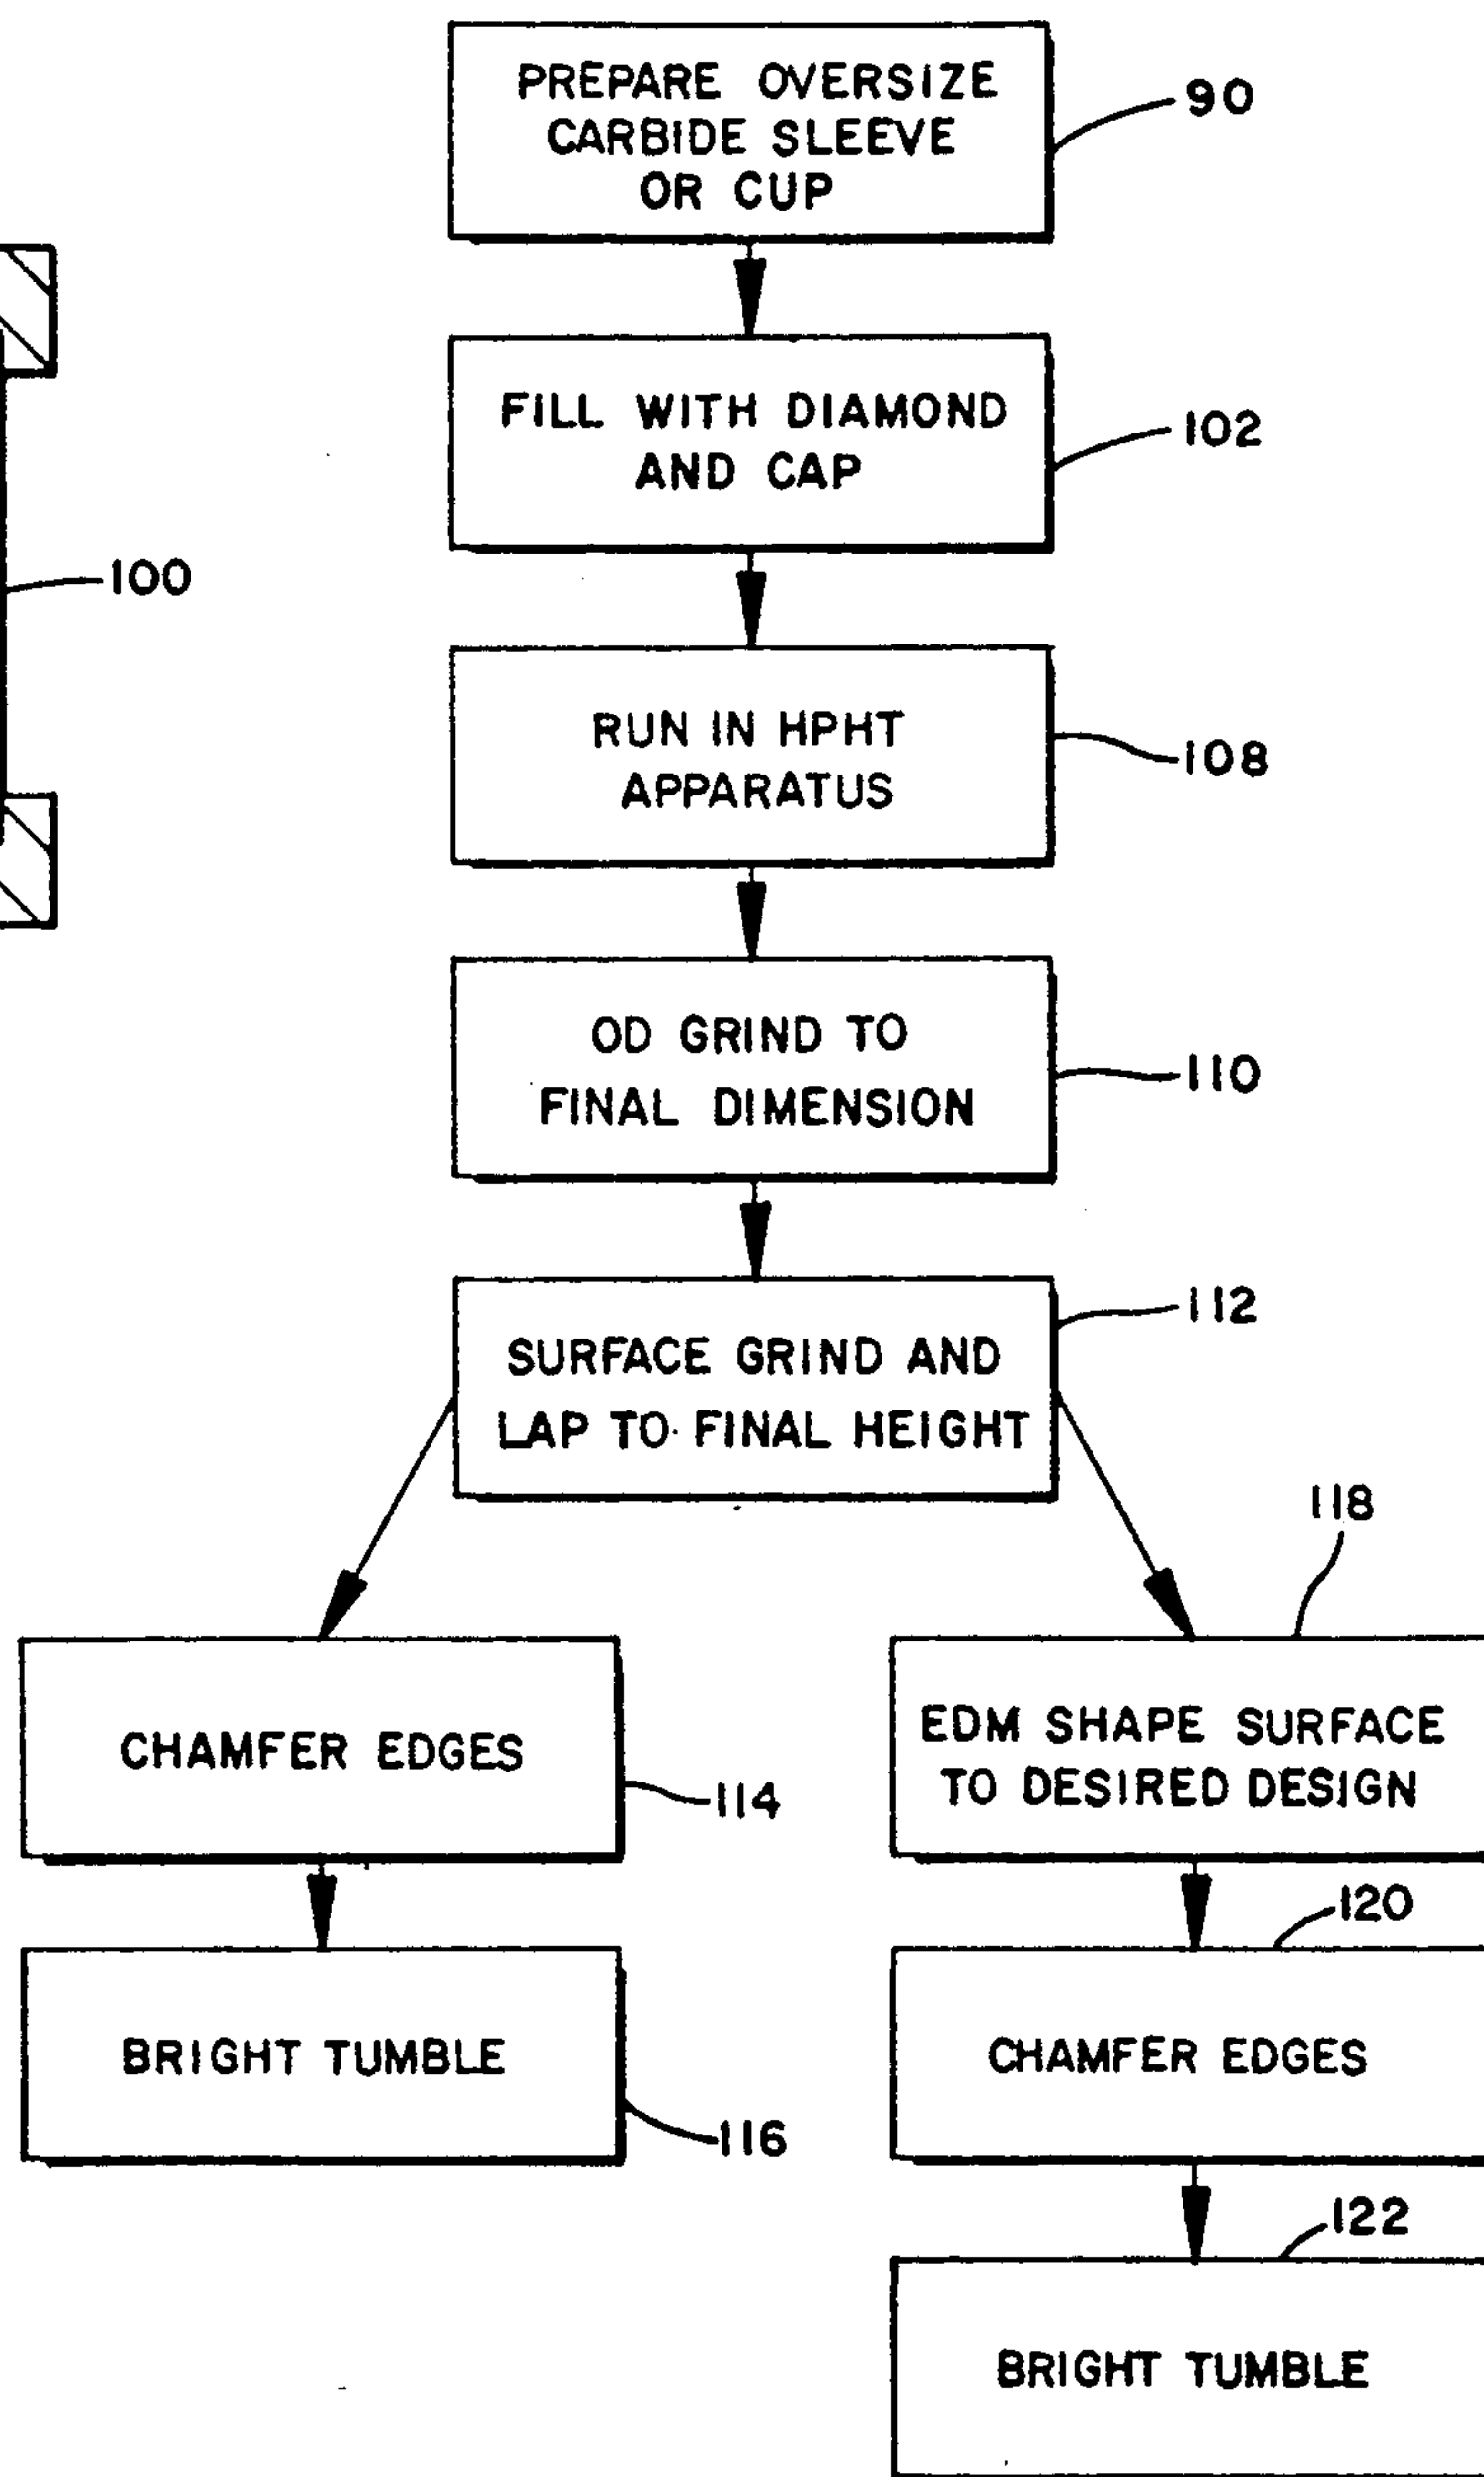 PREPARE OVERSIZE
CARBIDE SLEEVE
OR CUP
90
FILL WITH DIAMOND
AND CAP
102
100
RUN IN HPHT
APPARATUS
108
OD GRIND TO
FINAL DIMENSION
110
SURFACE GRIND AND
LAP TO FINAL HEIGHT
112
CHAMFER EDGES
114
BRIGHT TUMBLE
116
118
EDM SHAPE SURFACE
TO DESIRED DESIGN
120
CHAMFER EDGES
122
BRIGHT TUMBLE